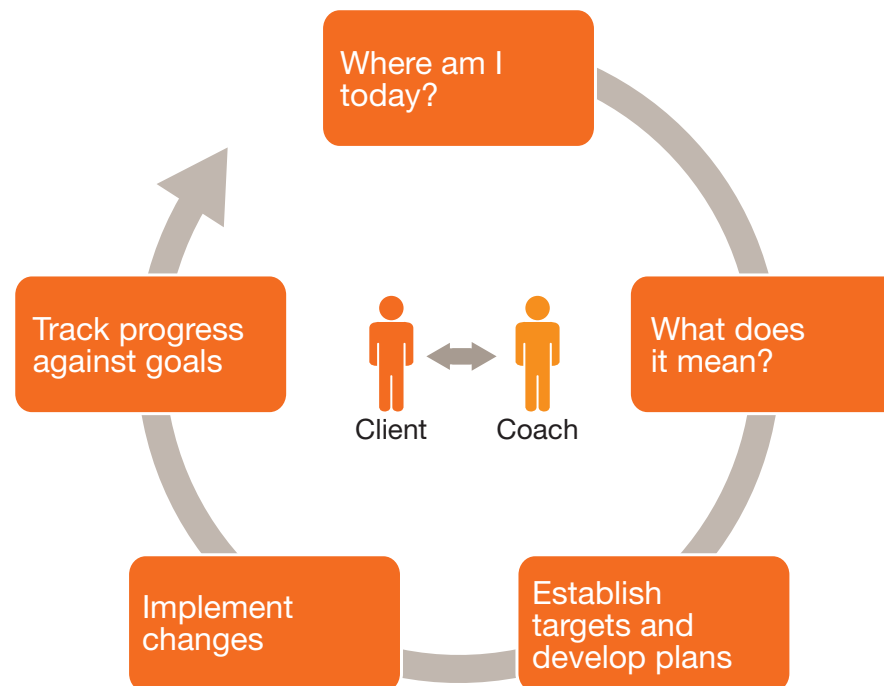 Where am I
today?
What does
it mean?
Establish
targets and
develop plans
Implement
changes
Track progress
against goals
Client
Coach